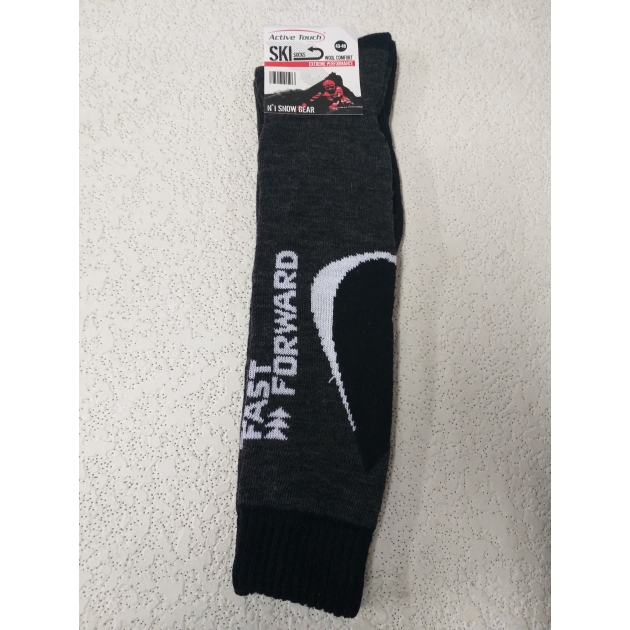 Active Touch
SKI SOCKS
WOOL COMFORT
EXTREME PERFORMANCE
N°1 SNOW GEAR
FAST
FORWARD